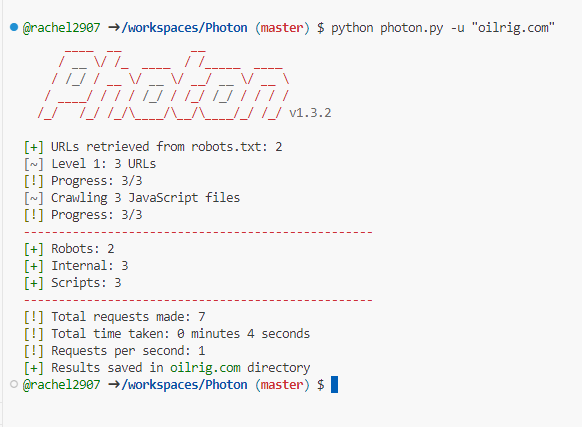 @rachel2907 ➜/workspaces/Photon (master) $ python photon.py -u "oilrig.com"
      ____  __          __
     / __ \/ /_  ____  / /_____  ____
    / /_/ / __ \/ __ \/ __/ __ \/ __ \
   / ____/ / / / /_/ / /_/ /_/ / / / /
  /_/   /_/ /_/\____/\__/\____/_/ /_/ v1.3.2
[+] URLs retrieved from robots.txt: 2
[~] Level 1: 3 URLs
[!] Progress: 3/3
[~] Crawling 3 JavaScript files
[!] Progress: 3/3
--------------------------------------------------
[+] Robots: 2
[+] Internal: 3
[+] Scripts: 3
--------------------------------------------------
[!] Total requests made: 7
[!] Total time taken: 0 minutes 4 seconds
[!] Requests per second: 1
[+] Results saved in oilrig.com directory
@rachel2907 ➜/workspaces/Photon (master) $